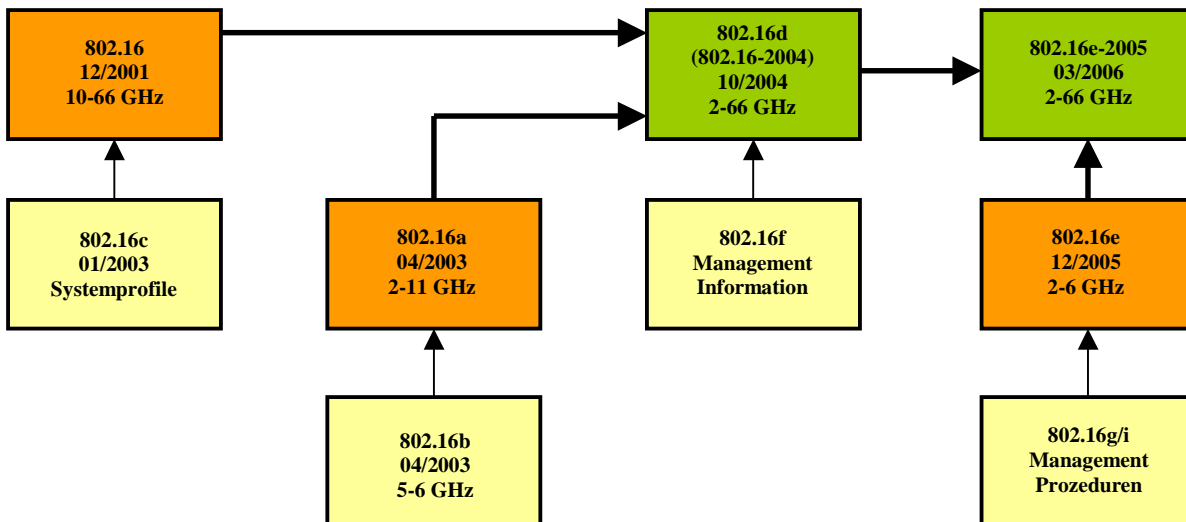 802.16
12/2001
10-66 GHz
802.16d
(802.16-2004)
10/2004
2-66 GHz
802.16e-2005
03/2006
2-66 GHz
802.16c
01/2003
Systemprofile
802.16a
04/2003
2-11 GHz
802.16f
Management
Information
802.16e
12/2005
2-6 GHz
802.16b
04/2003
5-6 GHz
802.16g/i
Management
Prozeduren